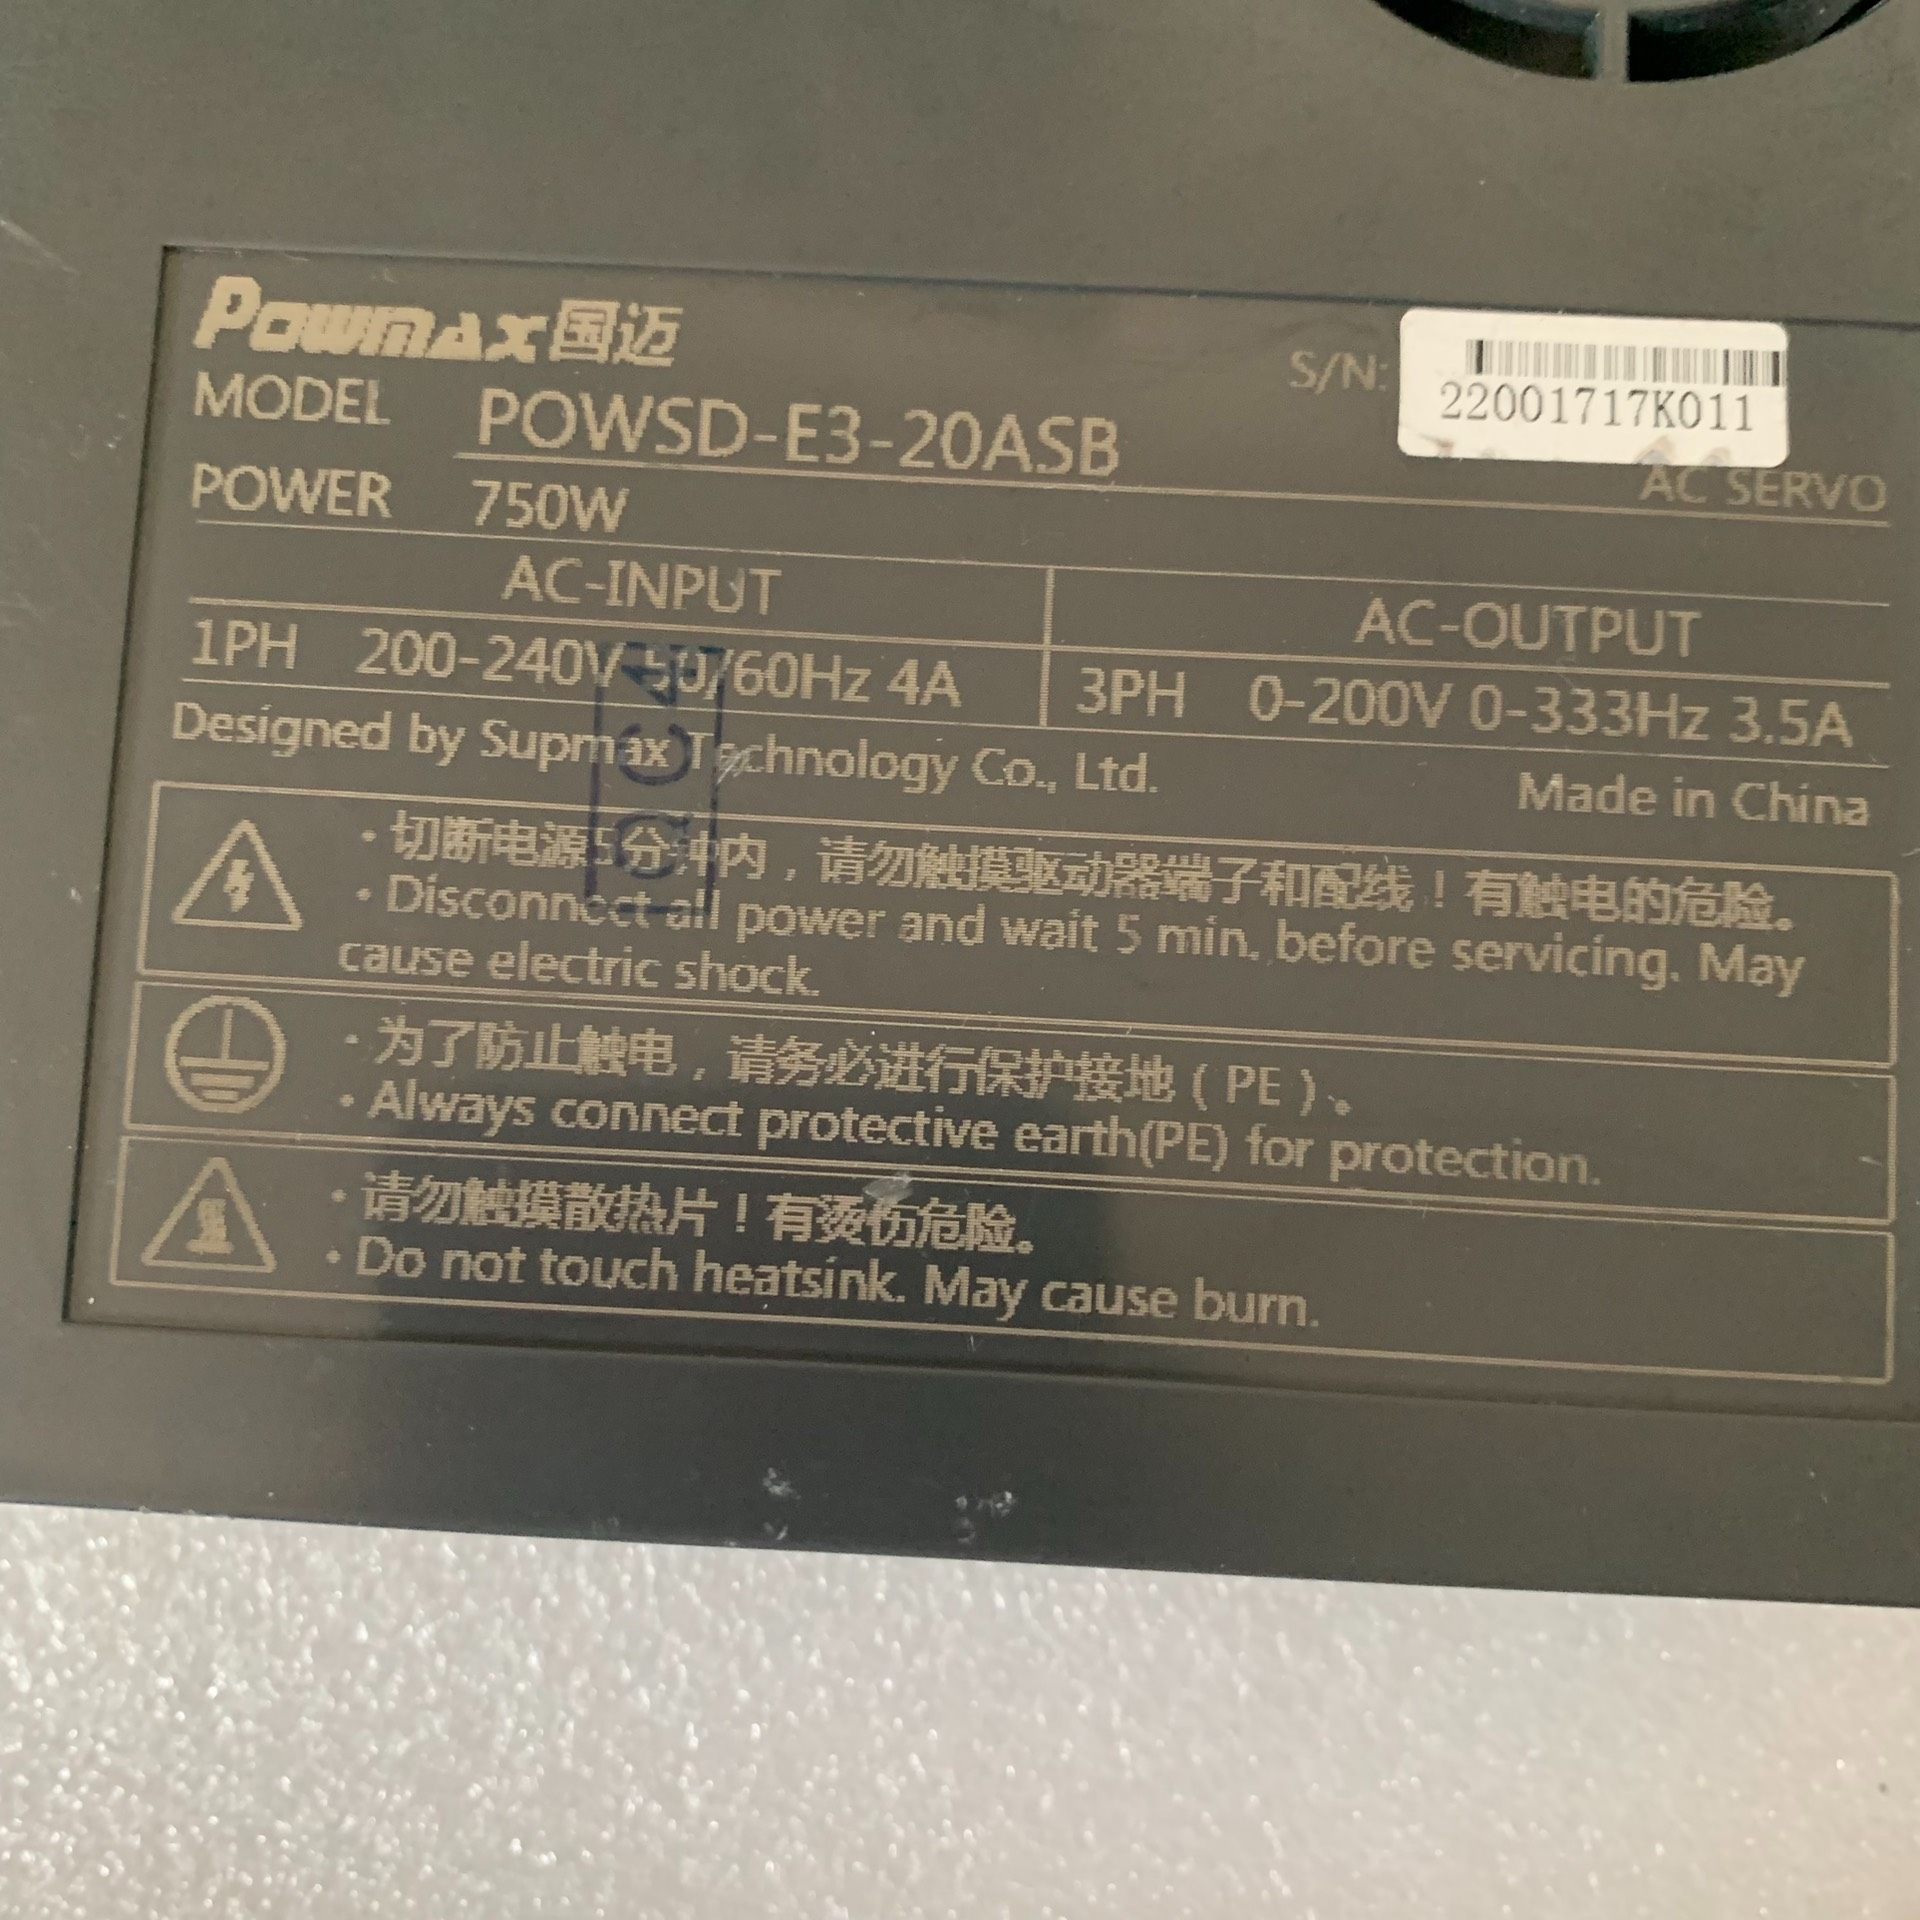 Powmax国迈
S/N: 22001717K011
MODEL POWSD-E3-20ASB
AC SERVO
POWER 750W
AC-INPUT AC-OUTPUT
1PH 200-240V 50/60Hz 4A 3PH 0-200V 0-333Hz 3.5A
Designed by Supmax Technology Co., Ltd. Made in China
QC4
·切断电源5分钟内，请勿触摸驱动器端子和配线！有触电的危险。
·Disconnect all power and wait 5 min. before servicing. May
cause electric shock.
·为了防止触电，请务必进行保护接地(PE)。
·Always connect protective earth(PE) for protection.
·请勿触摸散热片！有烫伤危险。
·Do not touch heatsink. May cause burn.